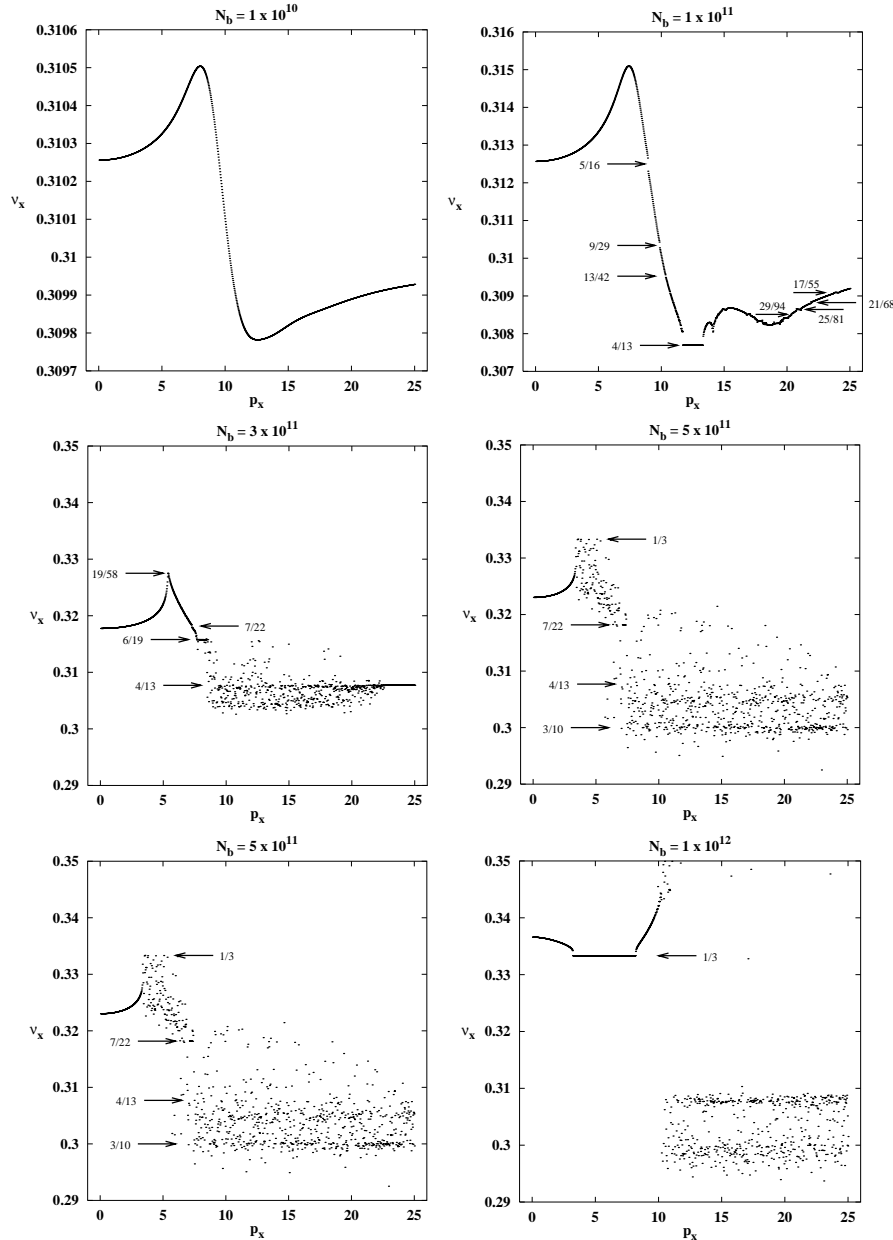 N_b = 1 x 10^10
0.3106
0.3105
0.3104
0.3103
0.3102
ν_x
0.3101
0.31
0.3099
0.3098
0.3097
0 5 10 15 20 25
p_x
N_b = 1 x 10^11
0.316
0.315
0.314
0.313
5/16
0.312
ν_x
0.311
9/29
0.31
13/42
17/55
0.309
29/94
21/68
25/81
0.308
4/13
0.307
0 5 10 15 20 25
p_x
N_b = 3 x 10^11
0.35
0.34
0.33
19/58
ν_x
0.32
7/22
6/19
0.31
4/13
0.3
0.29
0 5 10 15 20 25
p_x
N_b = 5 x 10^11
0.35
0.34
1/3
0.33
ν_x
0.32
7/22
0.31
4/13
0.3
3/10
0.29
0 5 10 15 20 25
p_x
N_b = 5 x 10^11
0.35
0.34
1/3
0.33
ν_x
0.32
7/22
0.31
4/13
0.3
3/10
0.29
0 5 10 15 20 25
p_x
N_b = 1 x 10^12
0.35
0.34
1/3
0.33
ν_x
0.32
0.31
0.3
0.29
0 5 10 15 20 25
p_x